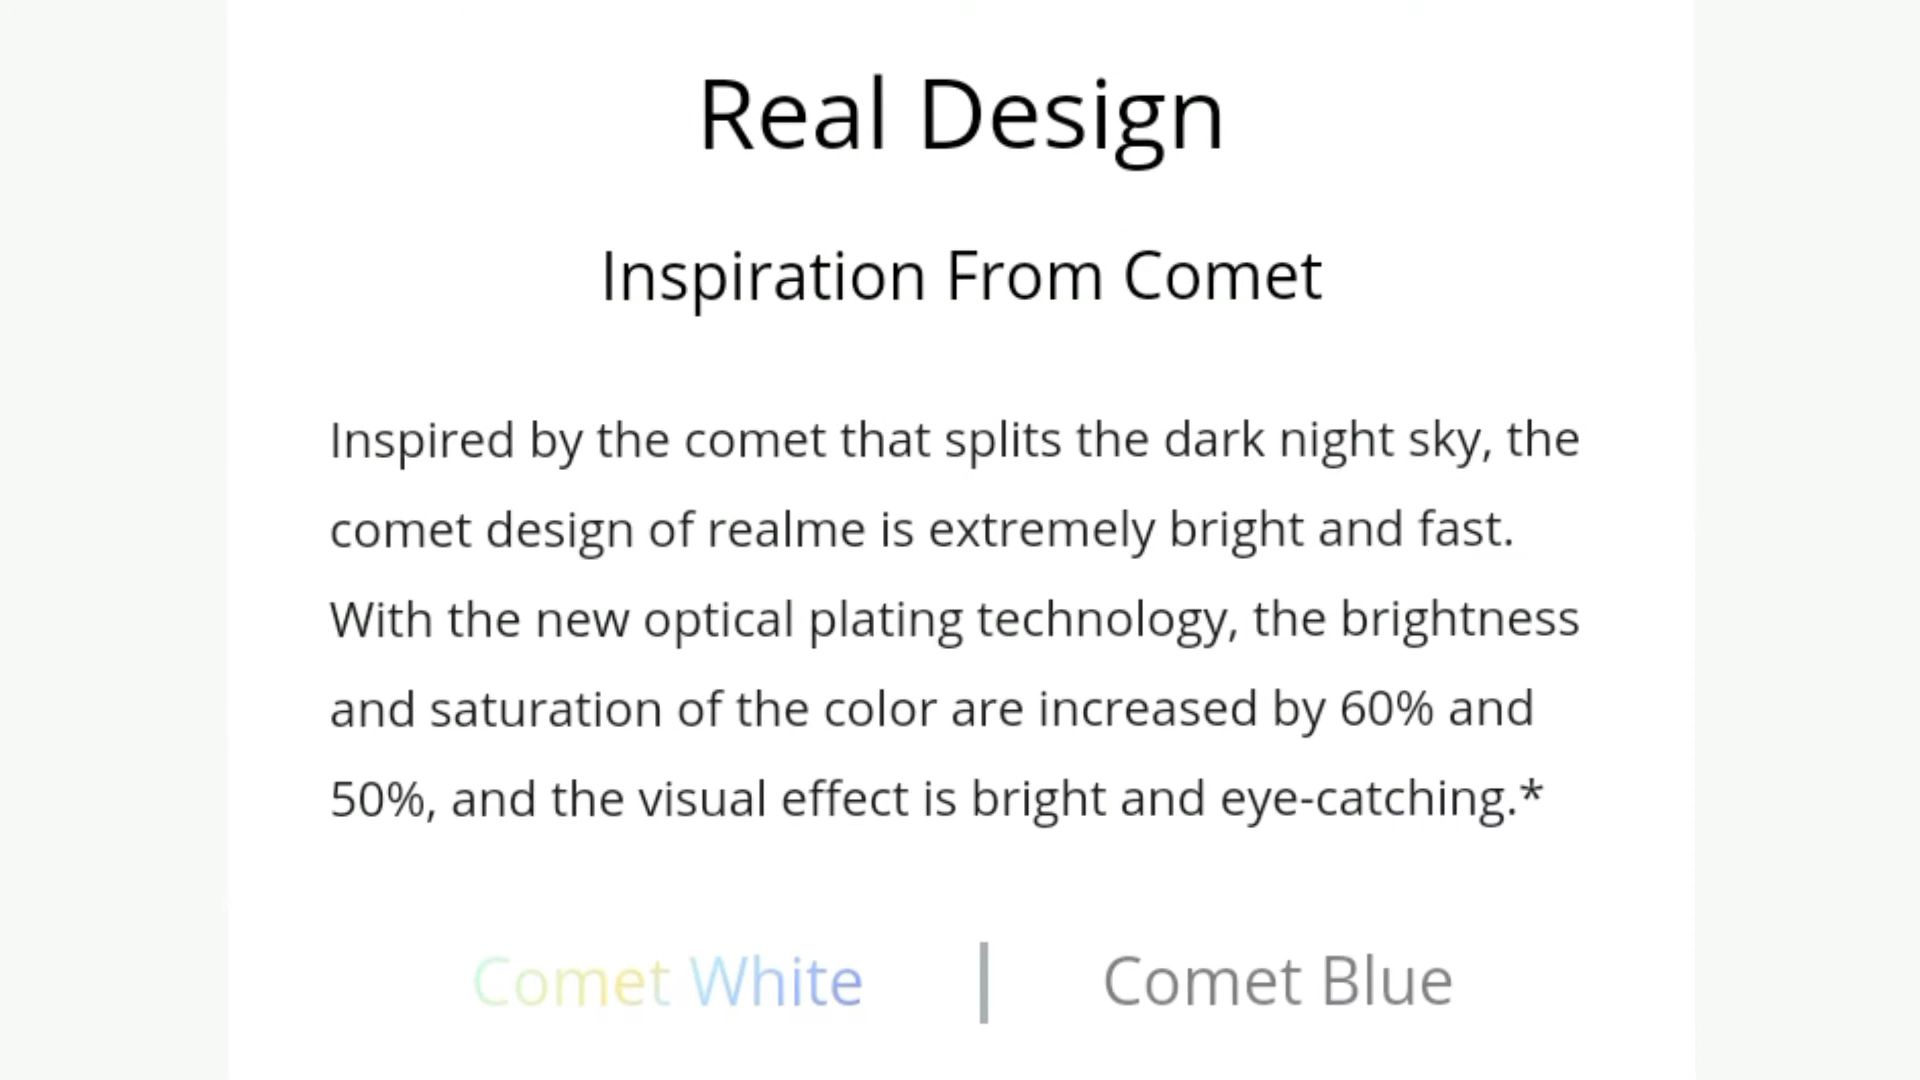 Real Design
Inspiration From Comet
Inspired by the comet that splits the dark night sky, the
comet design of realme is extremely bright and fast.
With the new optical plating technology, the brightness
and saturation of the color are increased by 60% and
50%, and the visual effect is bright and eye-catching.*
Comet White | Comet Blue